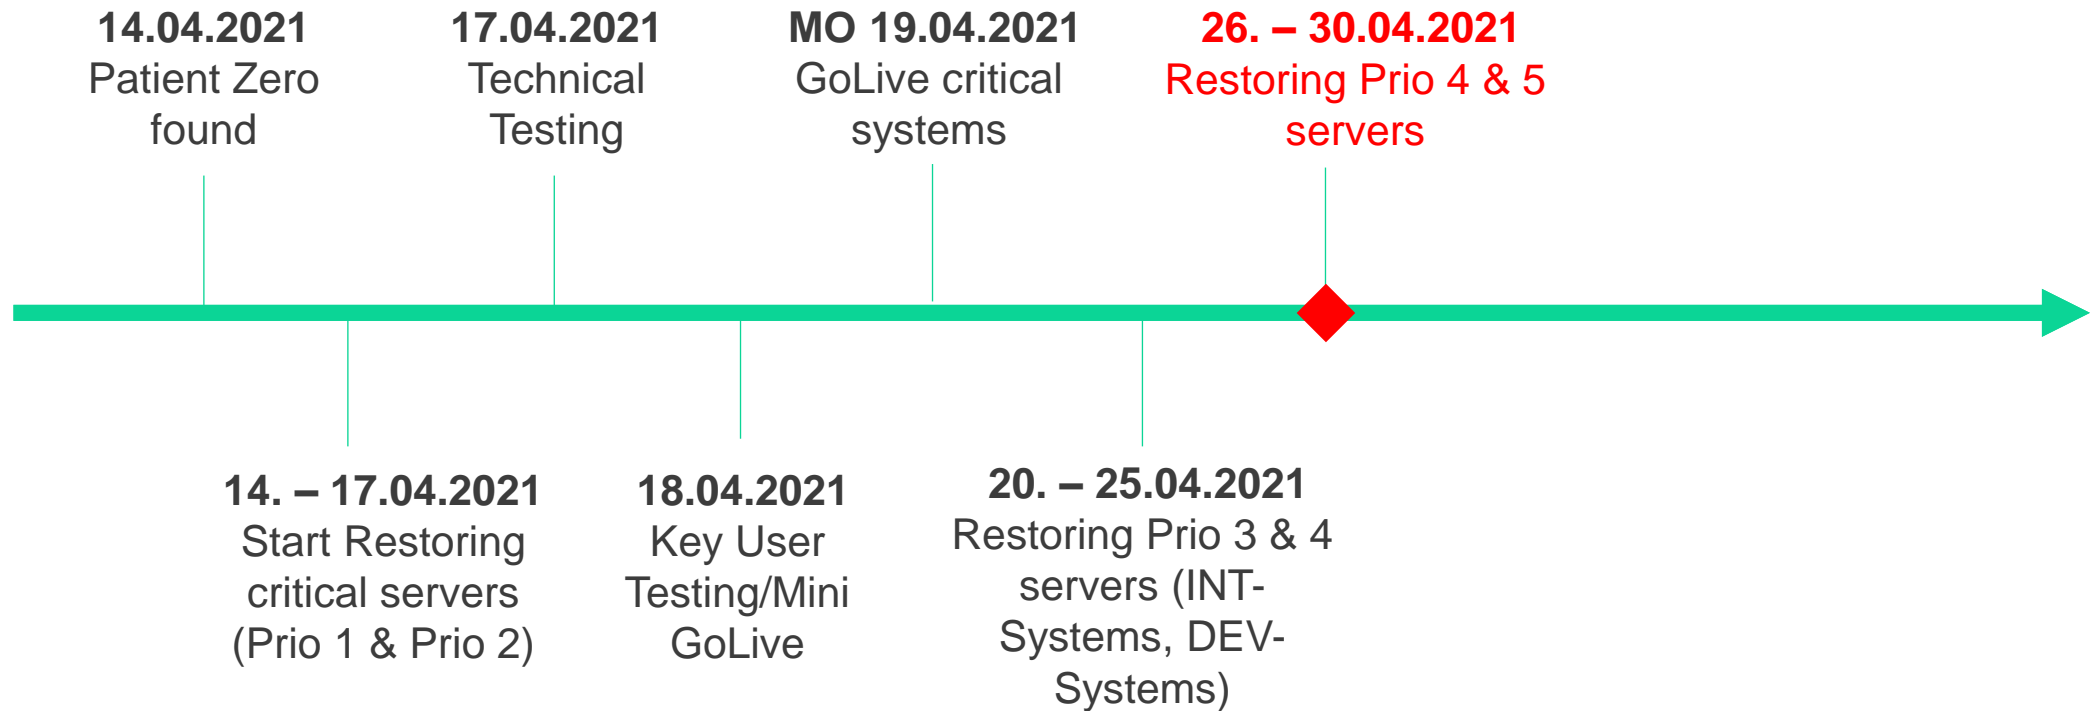 14.04.2021
Patient Zero
found
17.04.2021
Technical
Testing
MO 19.04.2021
GoLive critical
systems
26. – 30.04.2021
Restoring Prio 4 & 5
servers
14. – 17.04.2021
Start Restoring
critical servers
(Prio 1 & Prio 2)
18.04.2021
Key User
Testing/Mini
GoLive
20. – 25.04.2021
Restoring Prio 3 & 4
servers (INT-
Systems, DEV-
Systems)